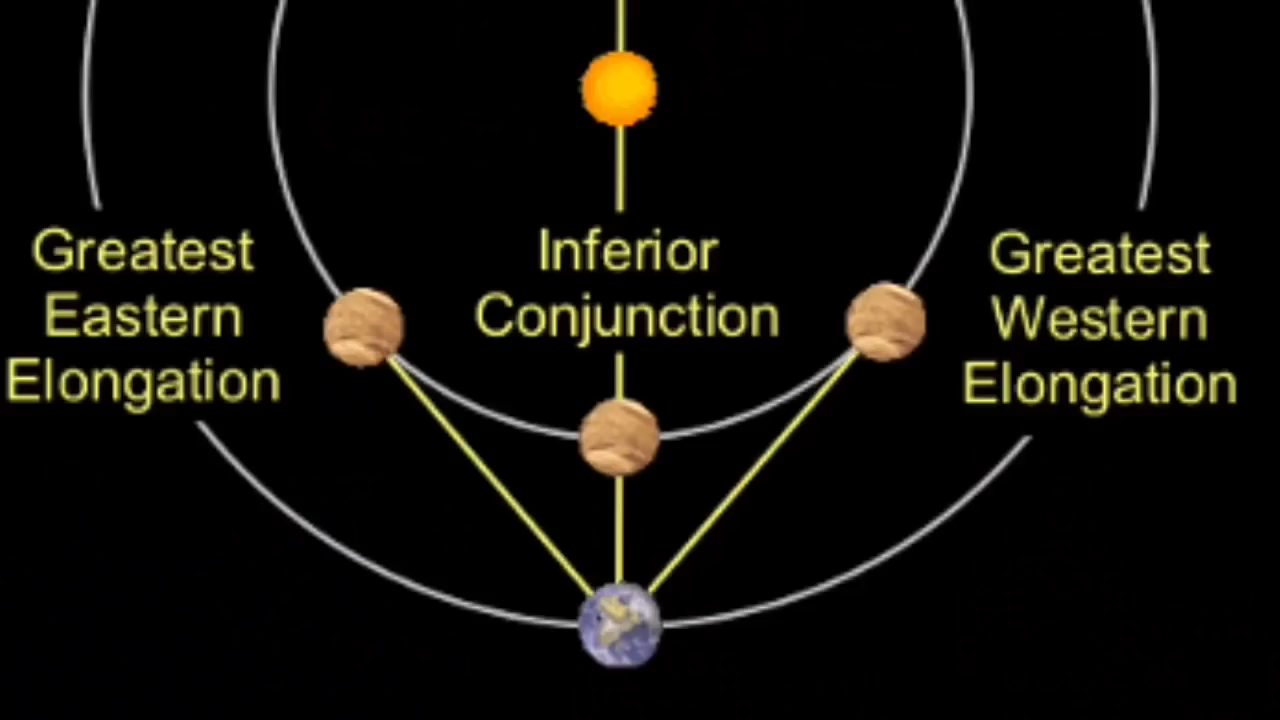 Greatest
Eastern
Elongation
Inferior
Conjunction
Greatest
Western
Elongation